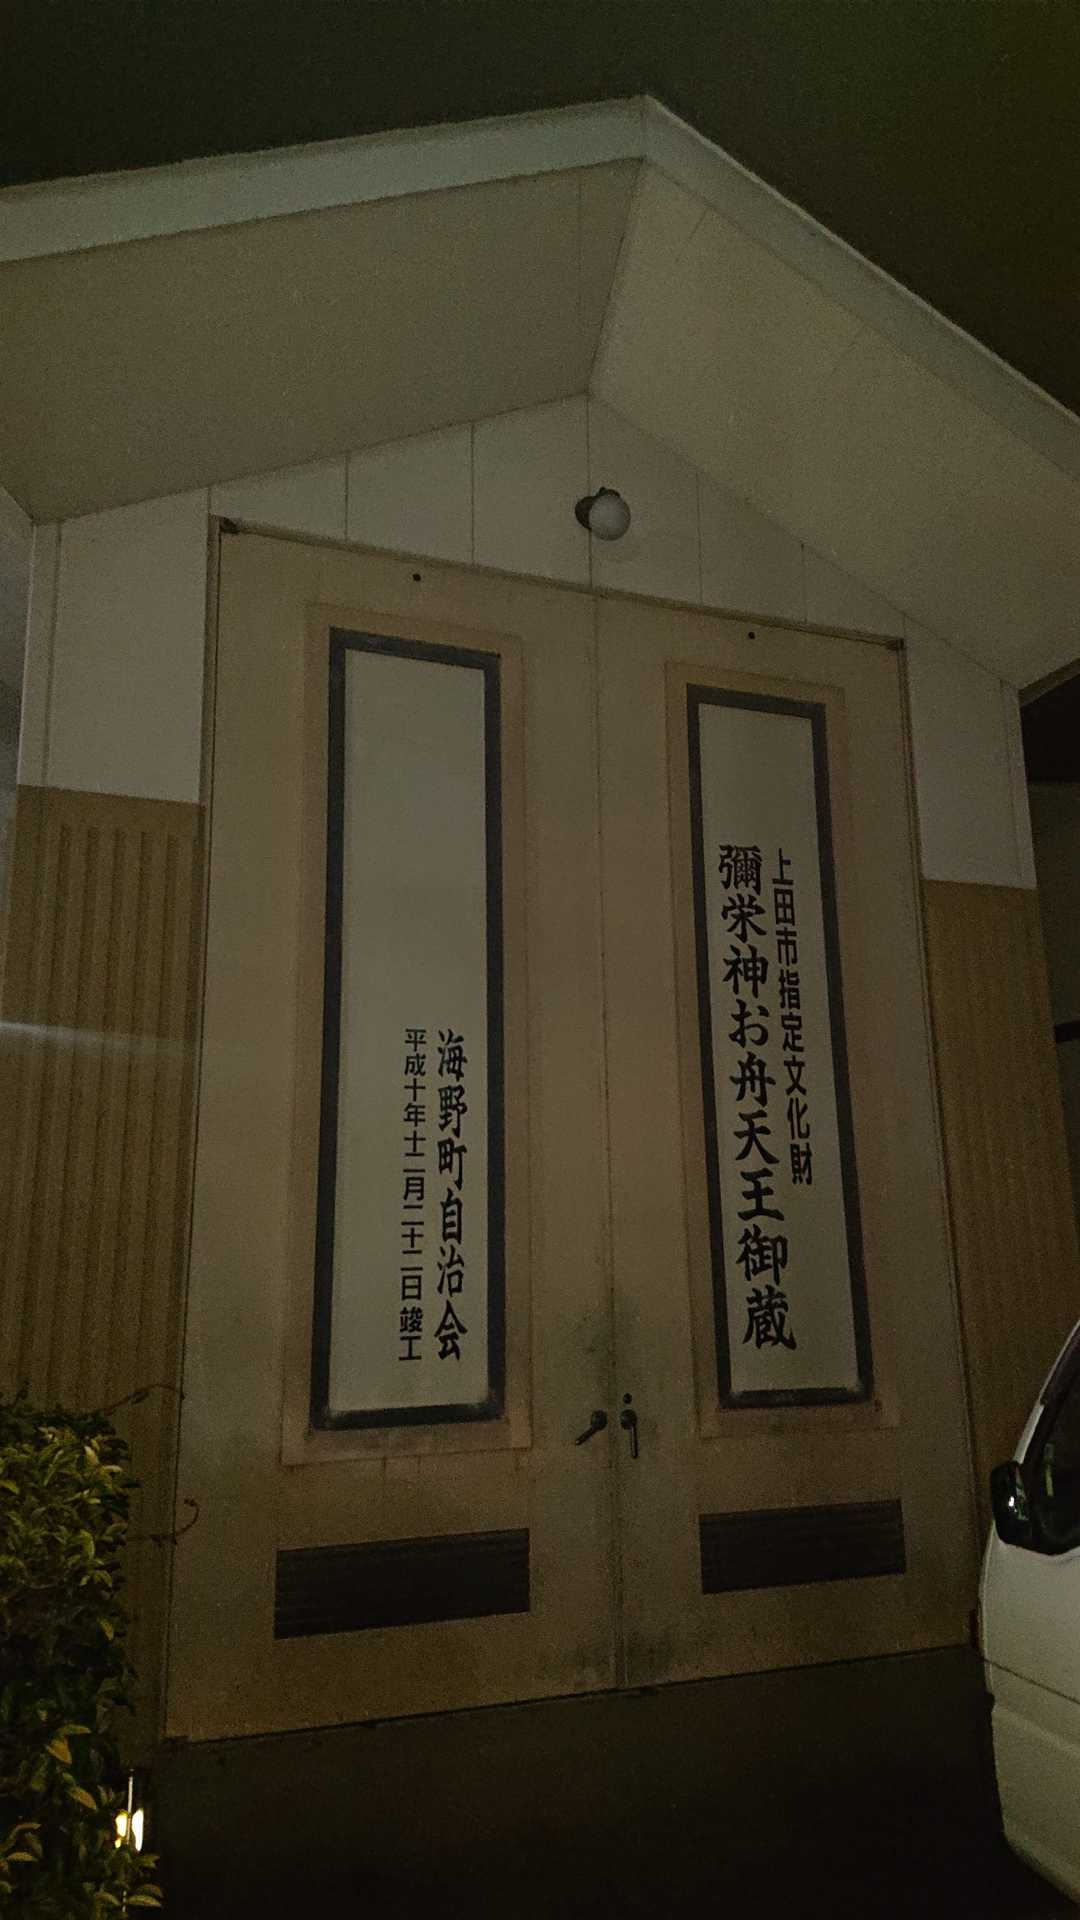 上田市指定文化財
彌栄神お舟天王御蔵
海野町自治会
平成十年十二月二十二日竣工